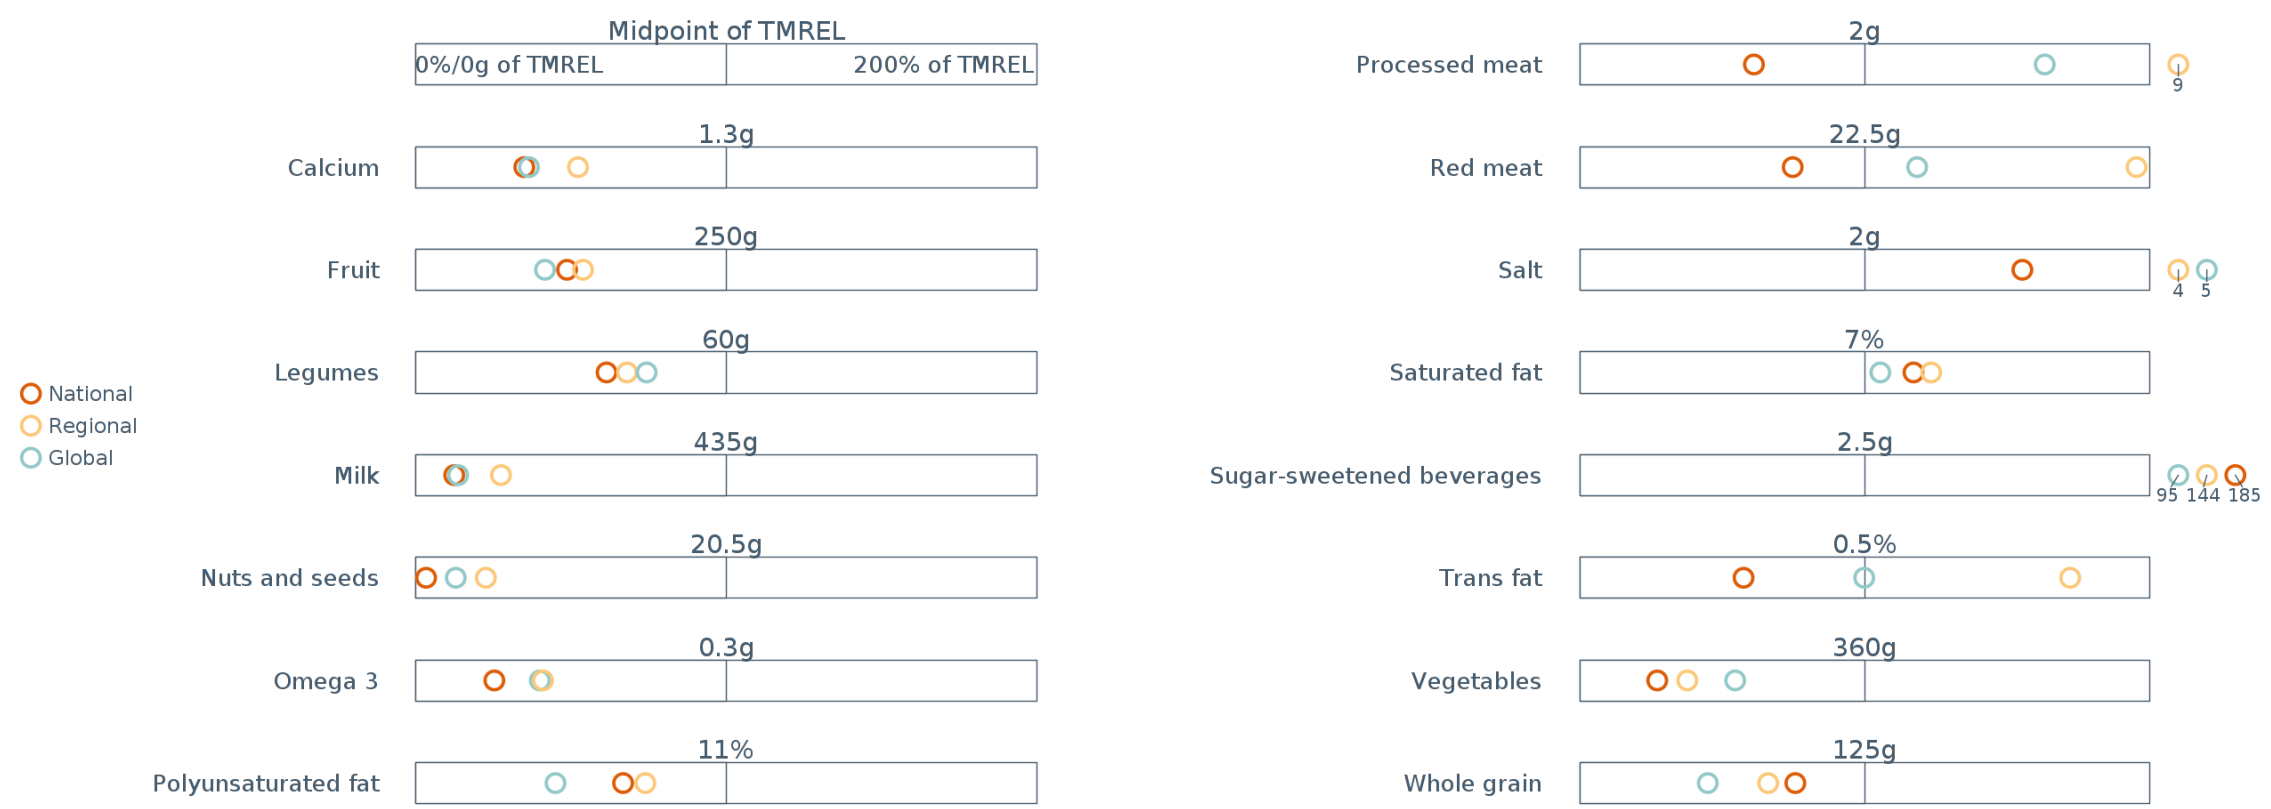 Midpoint of TMREL
0%/0g of TMREL
200% of TMREL
1.3g
Calcium
250g
Fruit
60g
Legumes
National
Regional
Global
435g
Milk
20.5g
Nuts and seeds
0.3g
Omega 3
11%
Polyunsaturated fat
2g
Processed meat
9
22.5g
Red meat
2g
Salt
4
5
7%
Saturated fat
2.5g
Sugar-sweetened beverages
95
144
185
0.5%
Trans fat
360g
Vegetables
125g
Whole grain